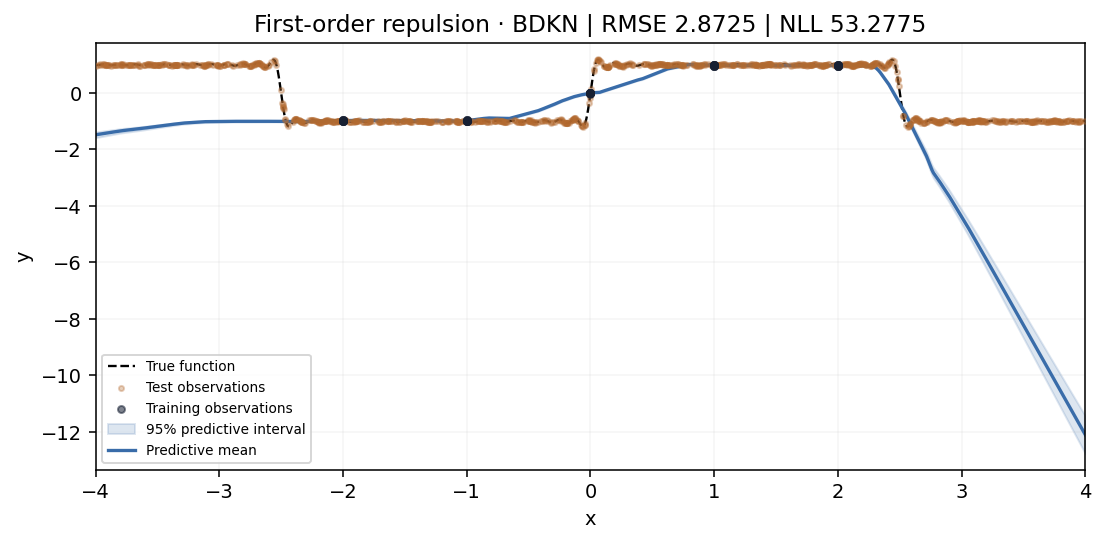 First-order repulsion · BDKN | RMSE 2.8725 | NLL 53.2775
y
0
−2
−4
−6
−8
−10
−12
True function
Test observations
Training observations
95% predictive interval
Predictive mean
−4 −3 −2 −1 0 1 2 3 4
x